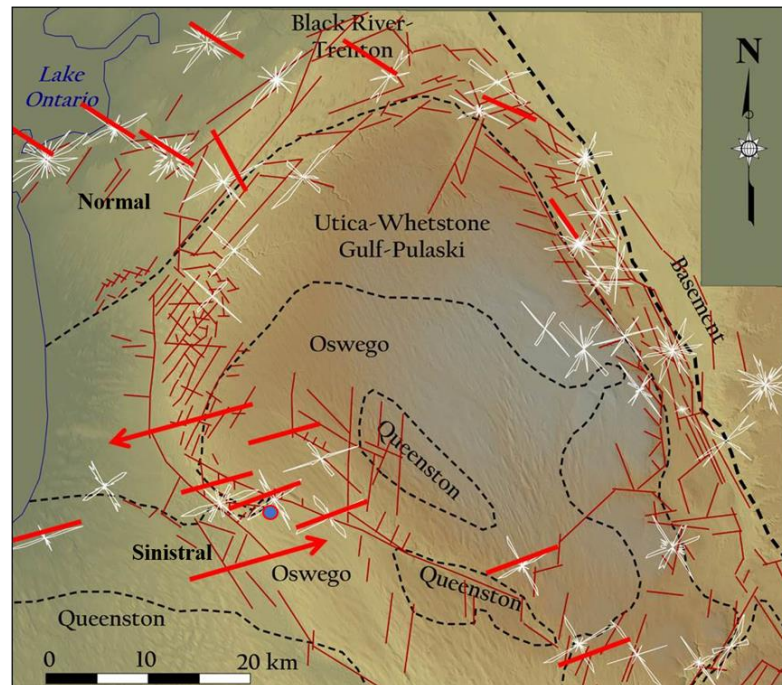 Black River-
Trenton
N
Lake
Ontario
Normal
Utica-Whetstone
Gulf-Pulaski
Basement
Oswego
Queenston
Sinistral
Oswego
Queenston
Queenston
0 10 20 km